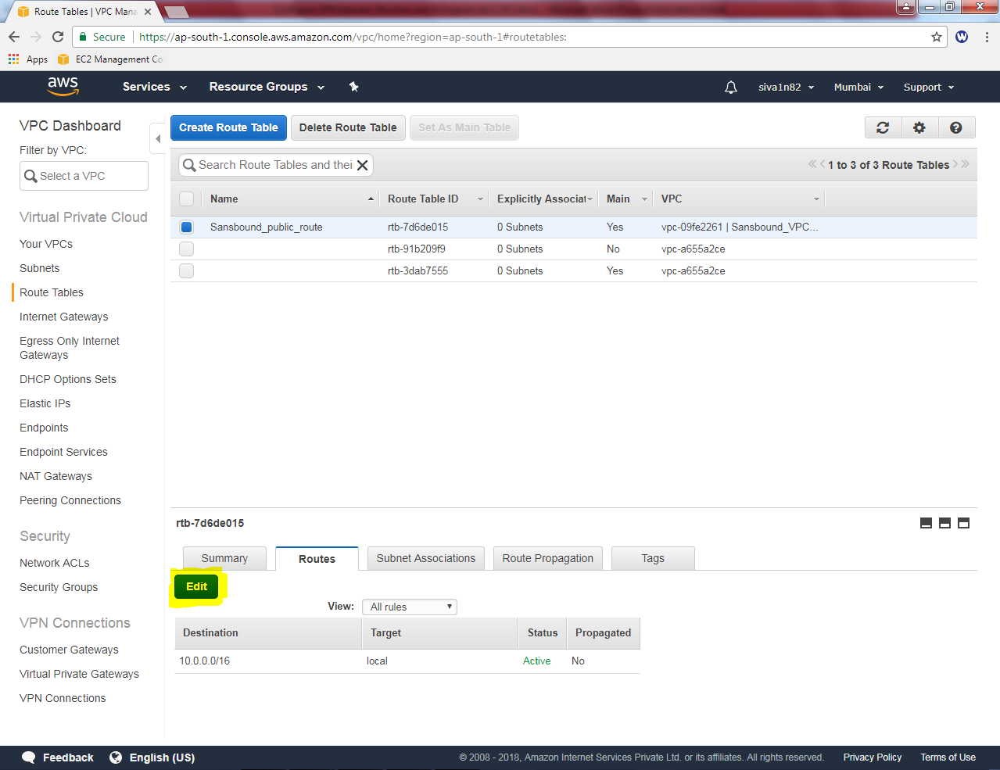 Route Tables | VPC Mana
Secure https://ap-south-1.console.aws.amazon.com/vpc/home?region=ap-south-1#routetables:
W
Apps EC2 Management Co
aws Services Resource Groups siva1n82 Mumbai Support
VPC Dashboard
Filter by VPC:
Select a VPC
Virtual Private Cloud
Your VPCs
Subnets
Route Tables
Internet Gateways
Egress Only Internet
Gateways
DHCP Options Sets
Elastic IPs
Endpoints
Endpoint Services
NAT Gateways
Peering Connections
Security
Network ACLs
Security Groups
VPN Connections
Customer Gateways
Virtual Private Gateways
VPN Connections
Create Route Table Delete Route Table Set As Main Table
Search Route Tables and thei 1 to 3 of 3 Route Tables
Name Route Table ID Explicitly Associat Main VPC
Sansbound_public_route rtb-7d6de015 0 Subnets Yes vpc-09fe2261 | Sansbound_VPC…
rtb-91b209f9 0 Subnets No vpc-a655a2ce
rtb-3dab7555 0 Subnets Yes vpc-a655a2ce
rtb-7d6de015
Summary Routes Subnet Associations Route Propagation Tags
Edit
View: All rules
Destination Target Status Propagated
10.0.0.0/16 local Active No
Feedback English (US) © 2008 - 2018, Amazon Internet Services Private Ltd. or its affiliates. All rights reserved. Privacy Policy Terms of Use